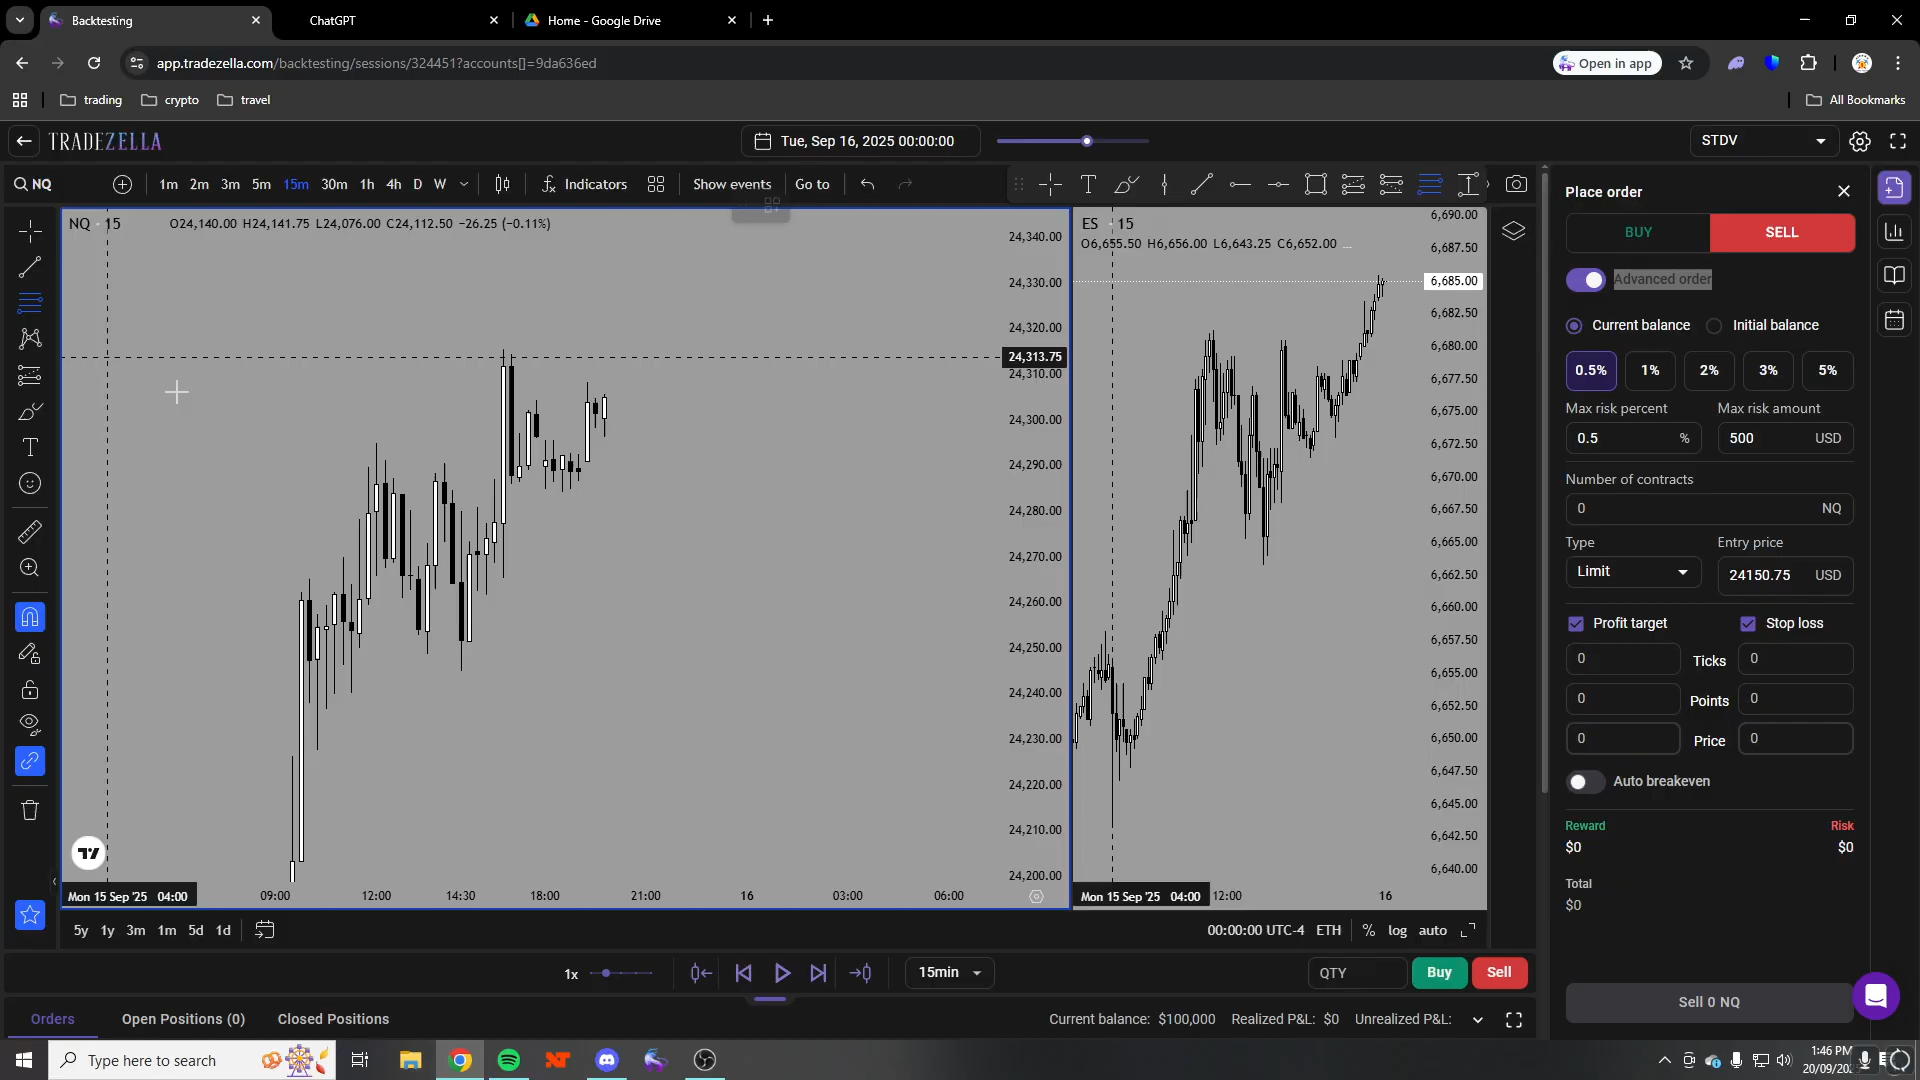 Backtesting
ChatGPT
Home - Google Drive
app.tradezella.com/backtesting/sessions/324451?accounts[]=9da636ed
Open in app
trading
crypto
travel
All Bookmarks
TRADEZELLA
Tue, Sep 16, 2025 00:00:00
STDV
NQ
1m 2m 3m 5m 15m 30m 1h 4h D W
Indicators
Show events
Go to
NQ · 15
O24,140.00 H24,141.75 L24,076.00 C24,112.50 −26.25 (−0.11%)
24,340.00
24,330.00
24,320.00
24,313.75
24,310.00
24,300.00
24,290.00
24,280.00
24,270.00
24,260.00
24,250.00
24,240.00
24,230.00
24,220.00
24,210.00
24,200.00
Mon 15 Sep '25 04:00
09:00
12:00
14:30
18:00
21:00
16
03:00
06:00
ES · 15
O6,655.50 H6,656.00 L6,643.25 C6,652.00 ...
6,690.00
6,687.50
6,685.00
6,682.50
6,680.00
6,677.50
6,675.00
6,672.50
6,670.00
6,667.50
6,665.00
6,662.50
6,660.00
6,657.50
6,655.00
6,652.50
6,650.00
6,647.50
6,645.00
6,642.50
6,640.00
Mon 15 Sep '25 04:00
12:00
16
Place order
BUY
SELL
Advanced order
Current balance
Initial balance
0.5%
1%
2%
3%
5%
Max risk percent
Max risk amount
0.5 %
500 USD
Number of contracts
0 NQ
Type
Entry price
Limit
24150.75 USD
Profit target
Stop loss
0 Ticks 0
0 Points 0
0 Price 0
Auto breakeven
Reward
Risk
$0
$0
Total
$0
Sell 0 NQ
5y 1y 3m 1m 5d 1d
00:00:00 UTC-4
ETH
%
log
auto
1x
15min
QTY
Buy
Sell
Orders
Open Positions (0)
Closed Positions
Current balance: $100,000
Realized P&L: $0
Unrealized P&L:
Type here to search
1:46 PM